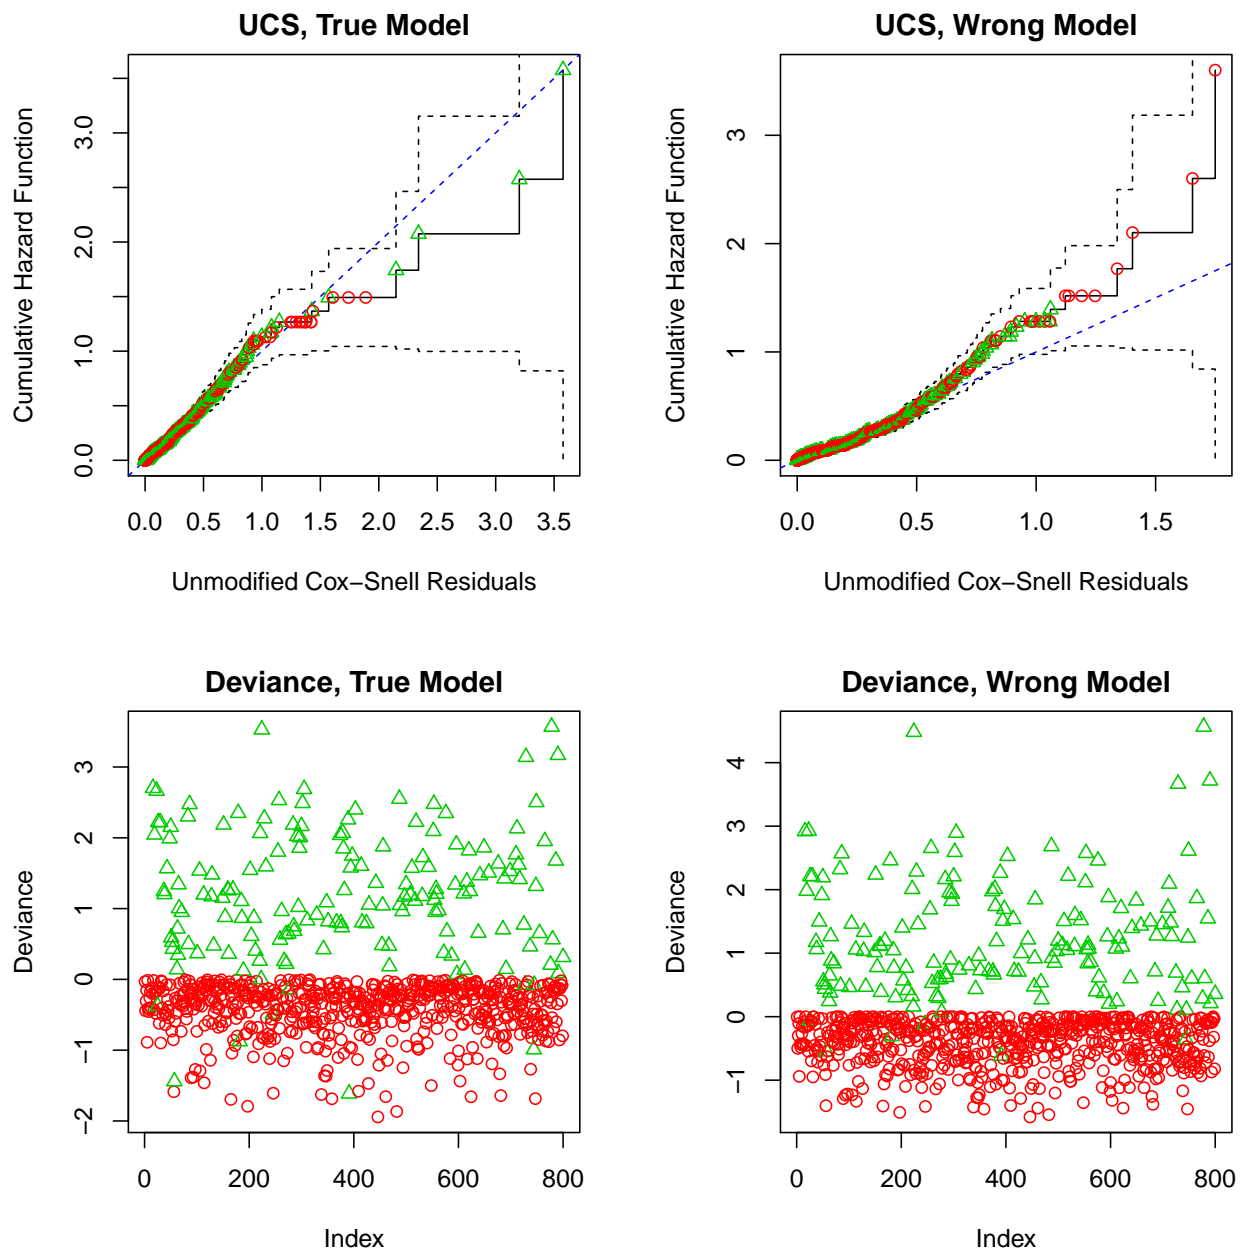 UCS, True Model
Cumulative Hazard Function
0.0 1.0 2.0 3.0
0.0 0.5 1.0 1.5 2.0 2.5 3.0 3.5
Unmodified Cox−Snell Residuals
UCS, Wrong Model
Cumulative Hazard Function
0 1 2 3
0.0 0.5 1.0 1.5
Unmodified Cox−Snell Residuals
Deviance, True Model
Deviance
−2 −1 0 1 2 3
0 200 400 600 800
Index
Deviance, Wrong Model
Deviance
−1 0 1 2 3 4
0 200 400 600 800
Index